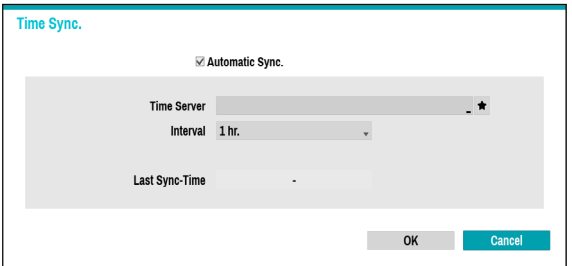 Time Sync.
Automatic Sync.
Time Server
Interval 1 hr.
Last Sync-Time -
OK Cancel